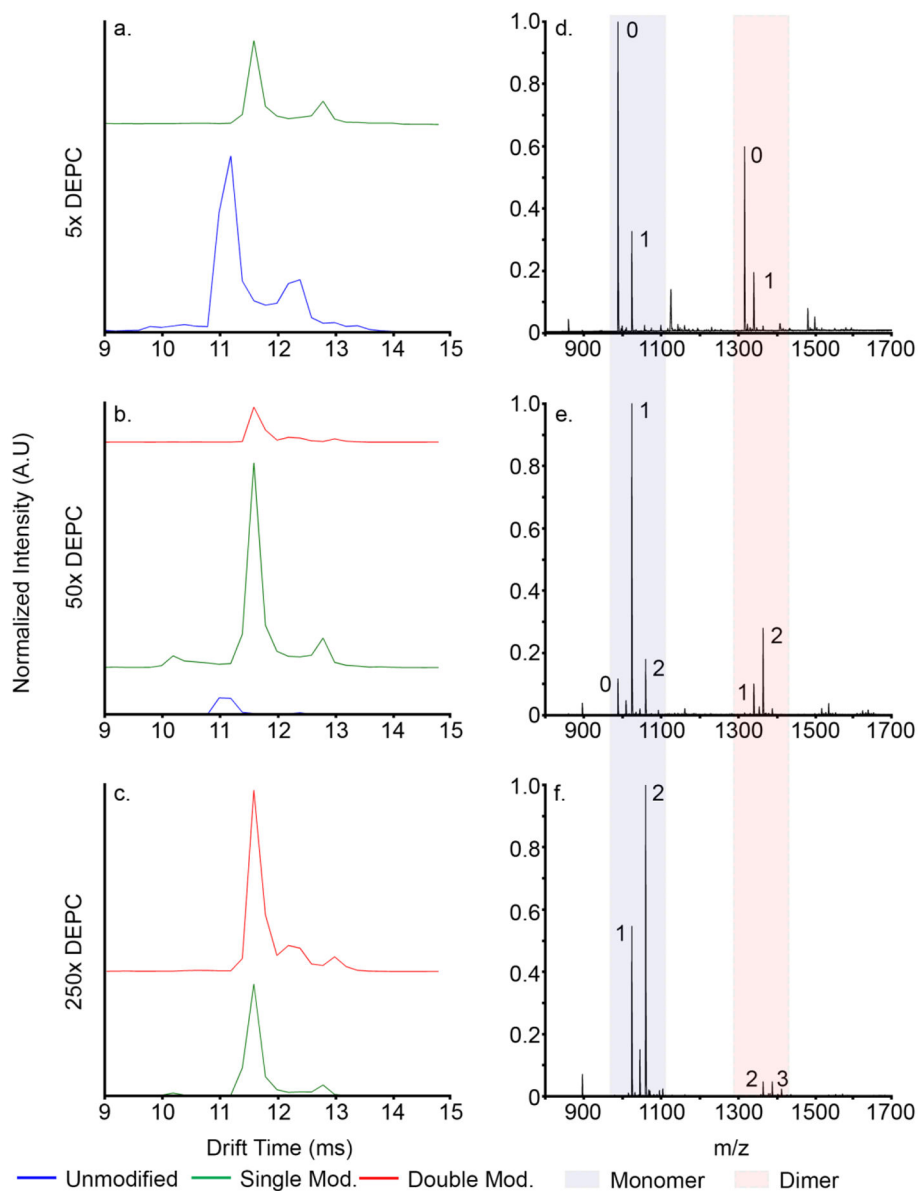 a.
5x DEPC
9 10 11 12 13 14 15
d.
1.0
0.8
0.6
0.4
0.2
0
0
1
0
1
900 1100 1300 1500 1700
Normalized Intensity (A.U)
b.
50x DEPC
9 10 11 12 13 14 15
e.
1.0
0.8
0.6
0.4
0.2
0
1
0
2
1
2
900 1100 1300 1500 1700
c.
250x DEPC
9 10 11 12 13 14 15
Drift Time (ms)
f.
1.0
0.8
0.6
0.4
0.2
0
2
1
2 3
900 1100 1300 1500 1700
m/z
Unmodified Single Mod. Double Mod. Monomer Dimer